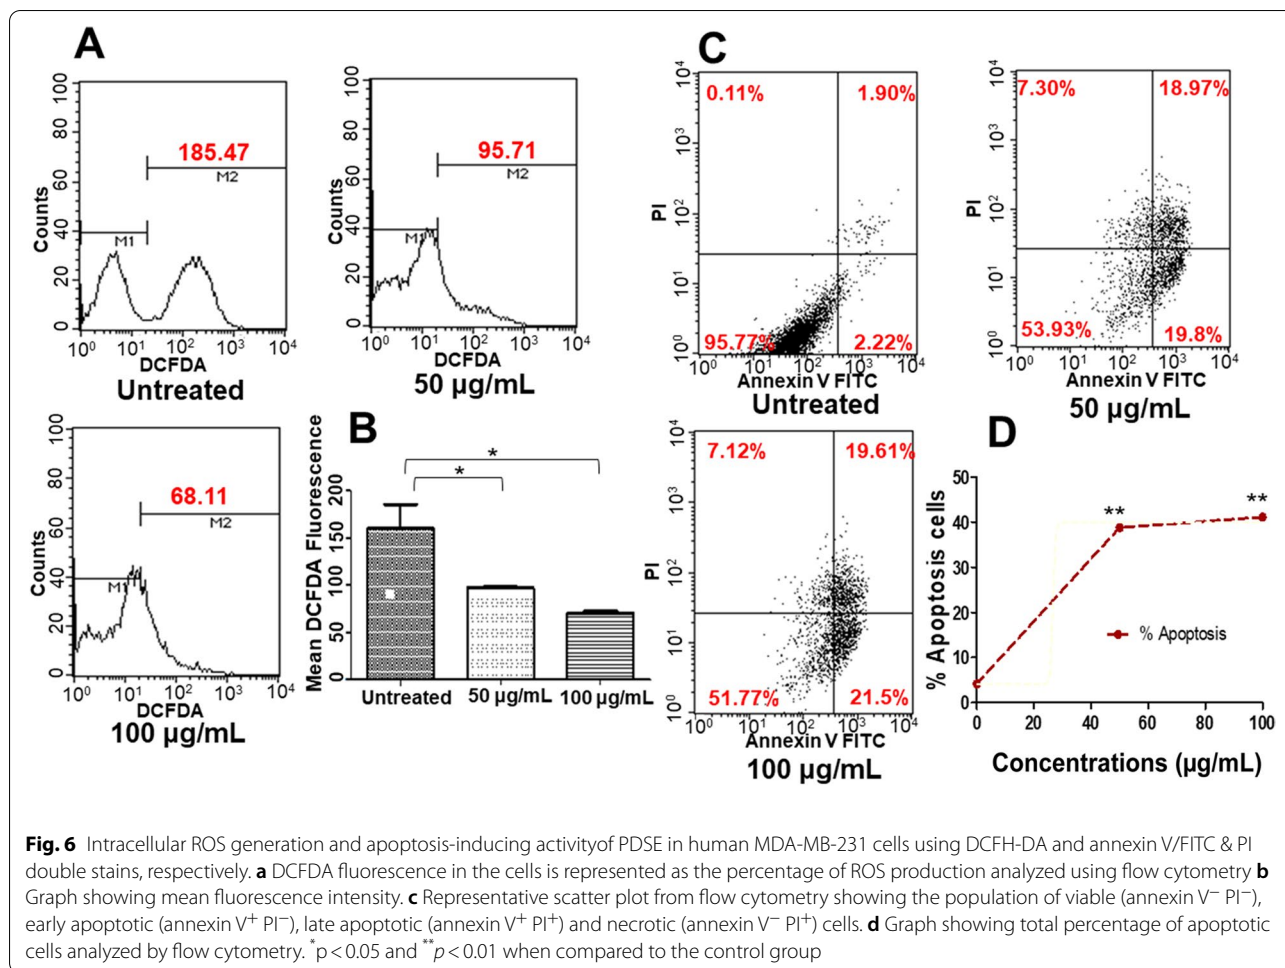 A
100
80
60
40
20
0
Counts
185.47
M2
M1
10^0 10^1 10^2 10^3 10^4
DCFDA
Untreated
100
80
60
40
20
0
Counts
95.71
M2
M1
10^0 10^1 10^2 10^3 10^4
DCFDA
50 µg/mL
100
80
60
40
20
0
Counts
68.11
M2
M1
10^0 10^1 10^2 10^3 10^4
DCFDA
100 µg/mL
B
Mean DCFDA Fluorescence
200
150
100
50
0
*
*
Untreated 50 µg/mL 100 µg/mL
C
10^4
10^3
10^2
10^1
10^0
PI
0.11% 1.90%
95.77% 2.22%
10^0 10^1 10^2 10^3 10^4
Annexin V FITC
Untreated
10^4
10^3
10^2
10^1
10^0
PI
7.30% 18.97%
53.93% 19.8%
10^0 10^1 10^2 10^3 10^4
Annexin V FITC
50 µg/mL
10^4
10^3
10^2
10^1
10^0
PI
7.12% 19.61%
51.77% 21.5%
10^0 10^1 10^2 10^3 10^4
Annexin V FITC
100 µg/mL
D
% Apoptosis cells
50
40
30
20
10
0
**
**
% Apoptosis
0 20 40 60 80 100
Concentrations (µg/mL)
Fig. 6 Intracellular ROS generation and apoptosis-inducing activityof PDSE in human MDA-MB-231 cells using DCFH-DA and annexin V/FITC & PI
double stains, respectively. a DCFDA fluorescence in the cells is represented as the percentage of ROS production analyzed using flow cytometry b
Graph showing mean fluorescence intensity. c Representative scatter plot from flow cytometry showing the population of viable (annexin V− PI−),
early apoptotic (annexin V+ PI−), late apoptotic (annexin V+ PI+) and necrotic (annexin V− PI+) cells. d Graph showing total percentage of apoptotic
cells analyzed by flow cytometry. *p < 0.05 and **p < 0.01 when compared to the control group